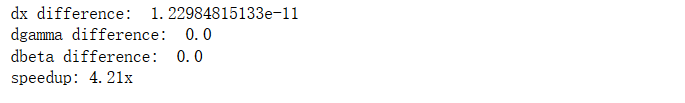 dx difference:  1.22984815133e-11
dgamma difference:  0.0
dbeta difference:  0.0
speedup: 4.21x